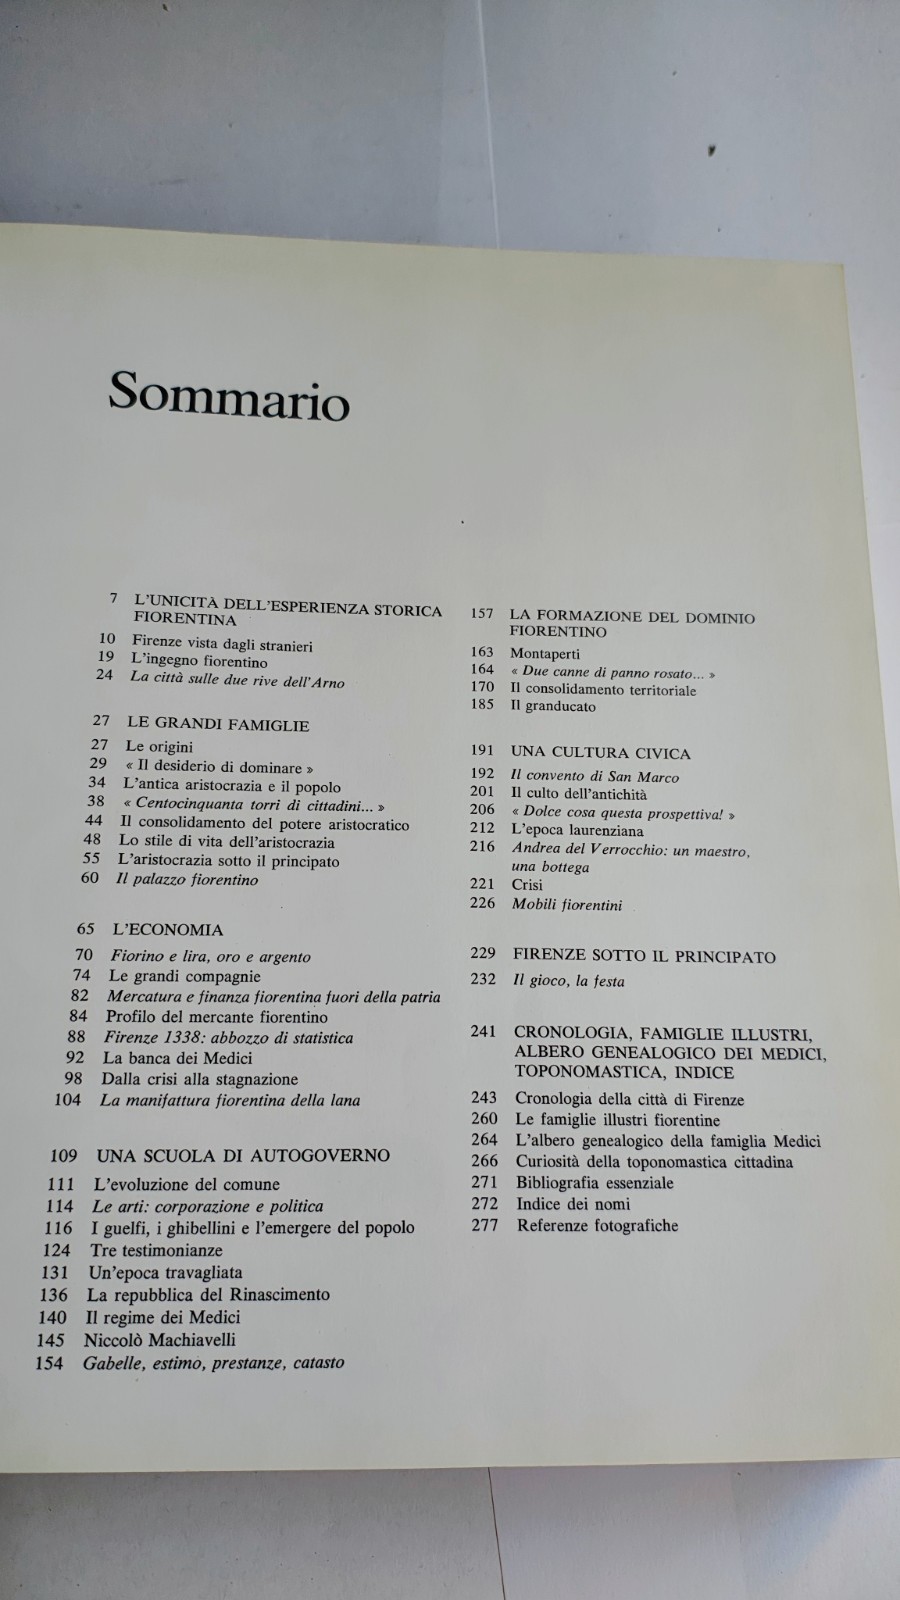 Sommario
7 L'UNICITÀ DELL'ESPERIENZA STORICA
FIORENTINA
10 Firenze vista dagli stranieri
19 L'ingegno fiorentino
24 La città sulle due rive dell'Arno
27 LE GRANDI FAMIGLIE
27 Le origini
29 « Il desiderio di dominare »
34 L'antica aristocrazia e il popolo
38 « Centocinquanta torri di cittadini... »
44 Il consolidamento del potere aristocratico
48 Lo stile di vita dell'aristocrazia
55 L'aristocrazia sotto il principato
60 Il palazzo fiorentino
65 L'ECONOMIA
70 Fiorino e lira, oro e argento
74 Le grandi compagnie
82 Mercatura e finanza fiorentina fuori della patria
84 Profilo del mercante fiorentino
88 Firenze 1338: abbozzo di statistica
92 La banca dei Medici
98 Dalla crisi alla stagnazione
104 La manifattura fiorentina della lana
109 UNA SCUOLA DI AUTOGOVERNO
111 L'evoluzione del comune
114 Le arti: corporazione e politica
116 I guelfi, i ghibellini e l'emergere del popolo
124 Tre testimonianze
131 Un'epoca travagliata
136 La repubblica del Rinascimento
140 Il regime dei Medici
145 Niccolò Machiavelli
154 Gabelle, estimo, prestanze, catasto
157 LA FORMAZIONE DEL DOMINIO
FIORENTINO
163 Montaperti
164 « Due canne di panno rosato... »
170 Il consolidamento territoriale
185 Il granducato
191 UNA CULTURA CIVICA
192 Il convento di San Marco
201 Il culto dell'antichità
206 « Dolce cosa questa prospettiva! »
212 L'epoca laurenziana
216 Andrea del Verrocchio: un maestro,
una bottega
221 Crisi
226 Mobili fiorentini
229 FIRENZE SOTTO IL PRINCIPATO
232 Il gioco, la festa
241 CRONOLOGIA, FAMIGLIE ILLUSTRI,
ALBERO GENEALOGICO DEI MEDICI,
TOPONOMASTICA, INDICE
243 Cronologia della città di Firenze
260 Le famiglie illustri fiorentine
264 L'albero genealogico della famiglia Medici
266 Curiosità della toponomastica cittadina
271 Bibliografia essenziale
272 Indice dei nomi
277 Referenze fotografiche